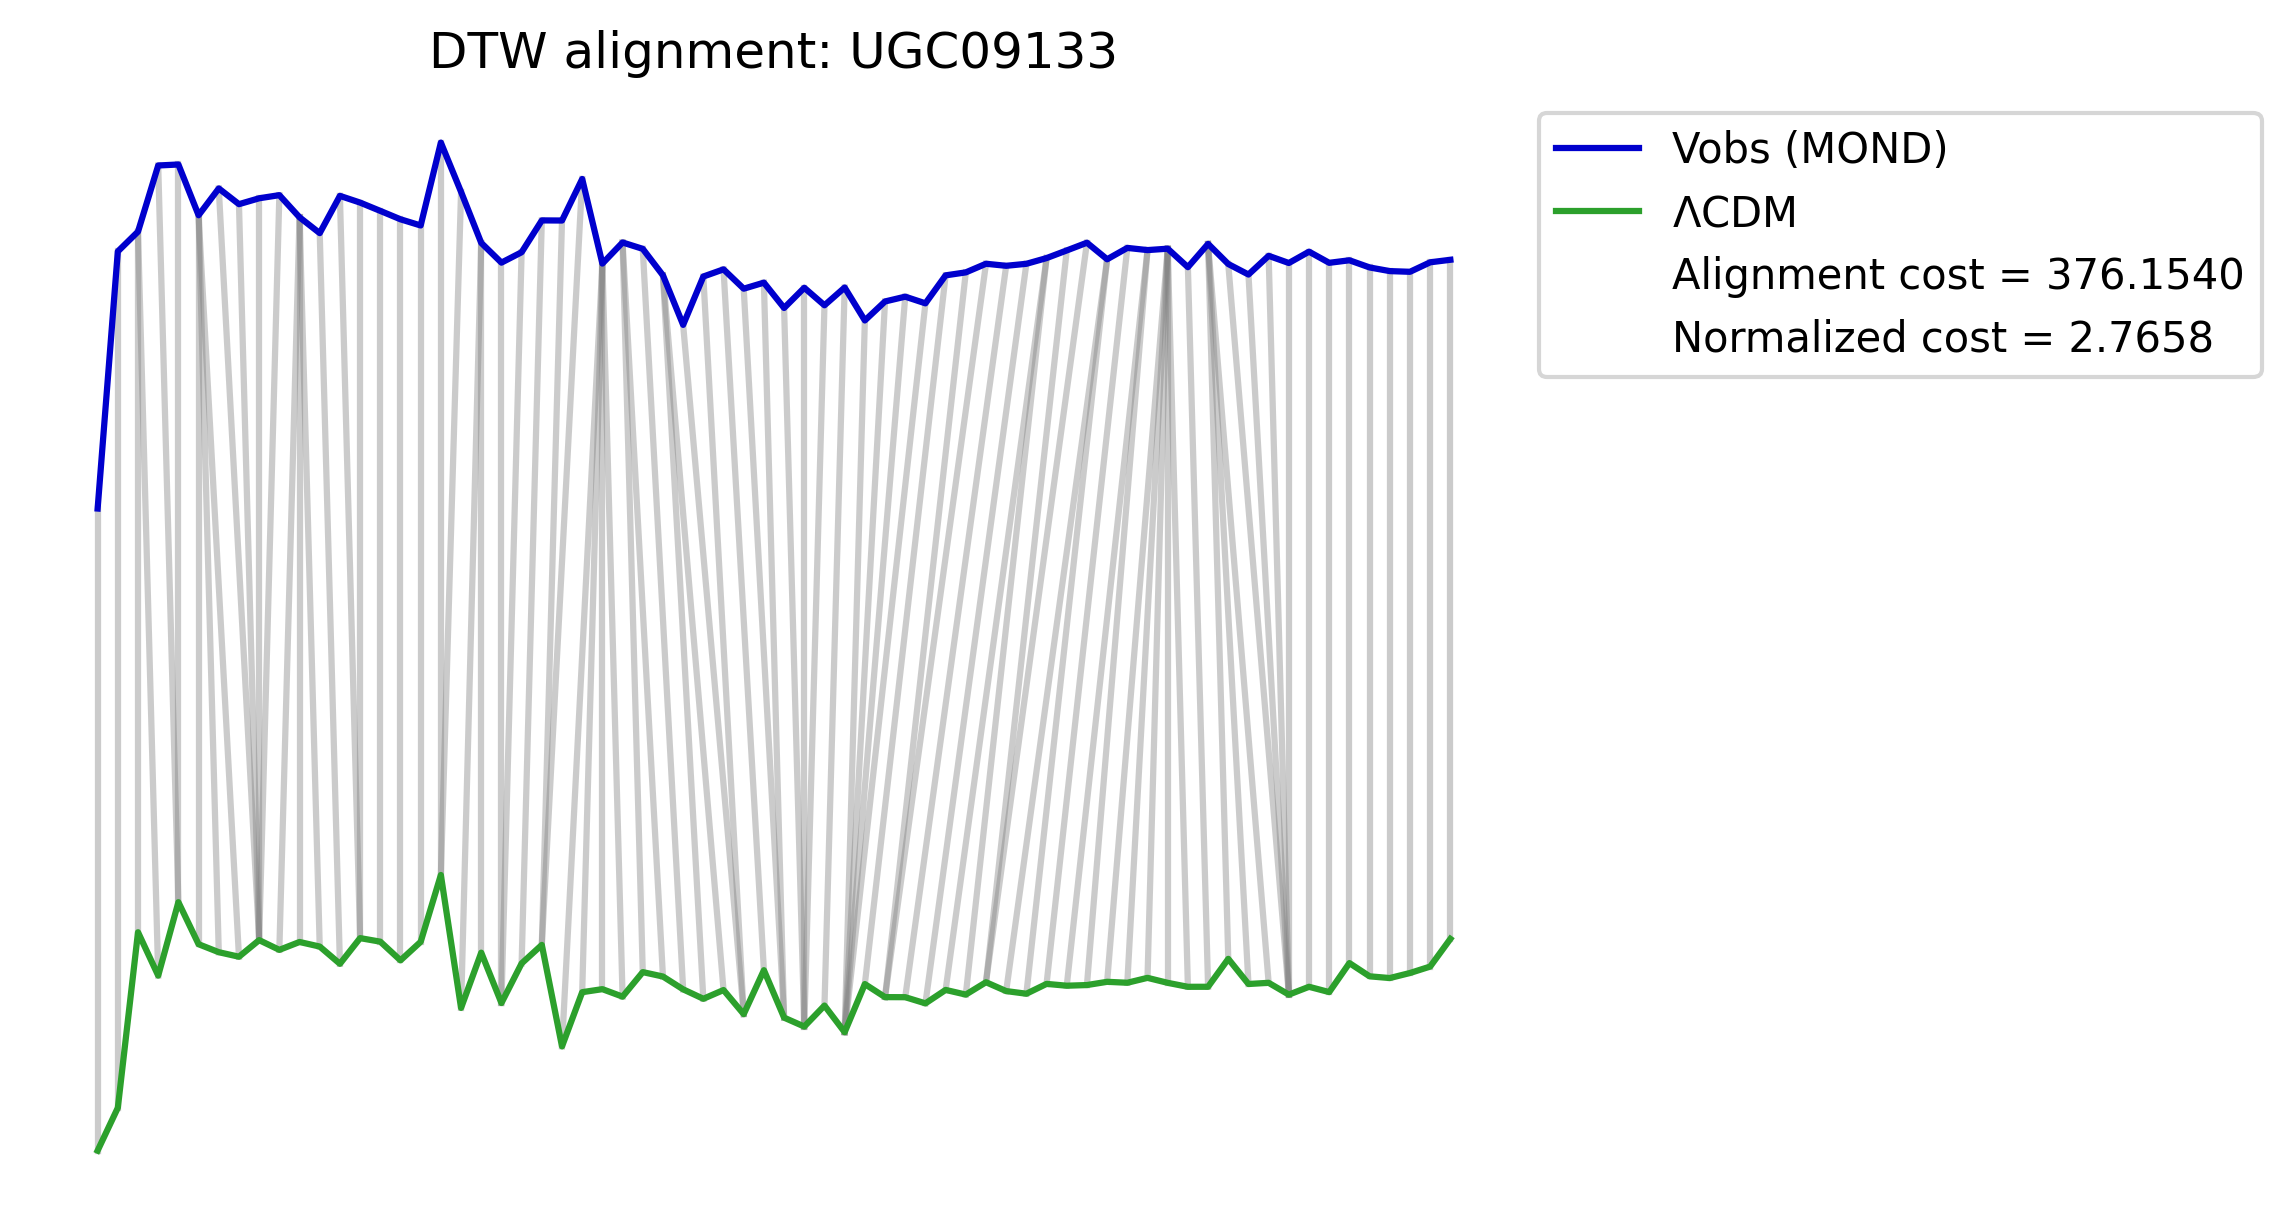 DTW alignment: UGC09133
Vobs (MOND)
ΛCDM
Alignment cost = 376.1540
Normalized cost = 2.7658